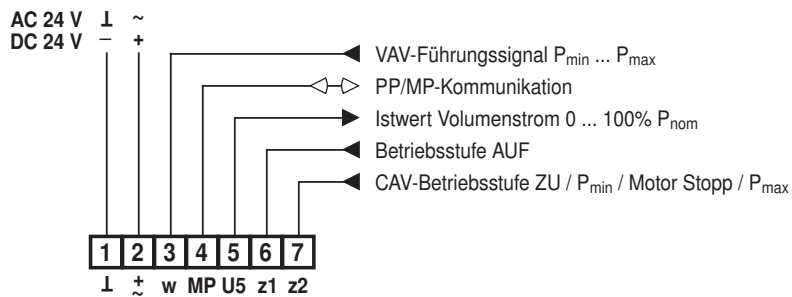 AC 24 V ⊥ ~
DC 24 V – +
VAV-Führungssignal Pmin ... Pmax
PP/MP-Kommunikation
Istwert Volumenstrom 0 ... 100% Pnom
Betriebsstufe AUF
CAV-Betriebsstufe ZU / Pmin / Motor Stopp / Pmax
1 2 3 4 5 6 7
⊥ +~ w MP U5 z1 z2